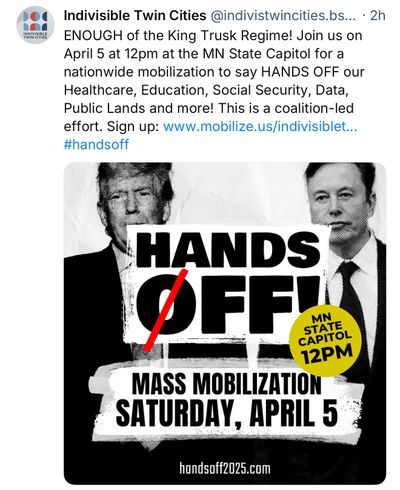 Indivisible Twin Cities @indivistwincities.bs... · 2h
INDIVISIBLE
TWIN CITIES
ENOUGH of the King Trusk Regime! Join us on
April 5 at 12pm at the MN State Capitol for a
nationwide mobilization to say HANDS OFF our
Healthcare, Education, Social Security, Data,
Public Lands and more! This is a coalition-led
effort. Sign up: www.mobilize.us/indivisiblet...
#handsoff
HANDS
OFF!
MN
STATE
CAPITOL
12PM
MASS MOBILIZATION
SATURDAY, APRIL 5
handsoff2025.com